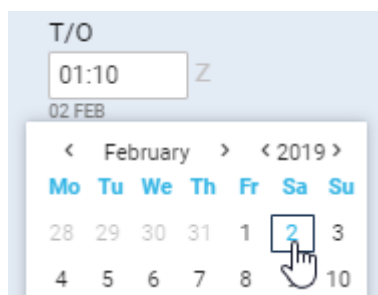 T/O
01:10 Z
02 FEB
< February > < 2019 >
Mo Tu We Th Fr Sa Su
28 29 30 31 1 2 3
4 5 6 7 8 10